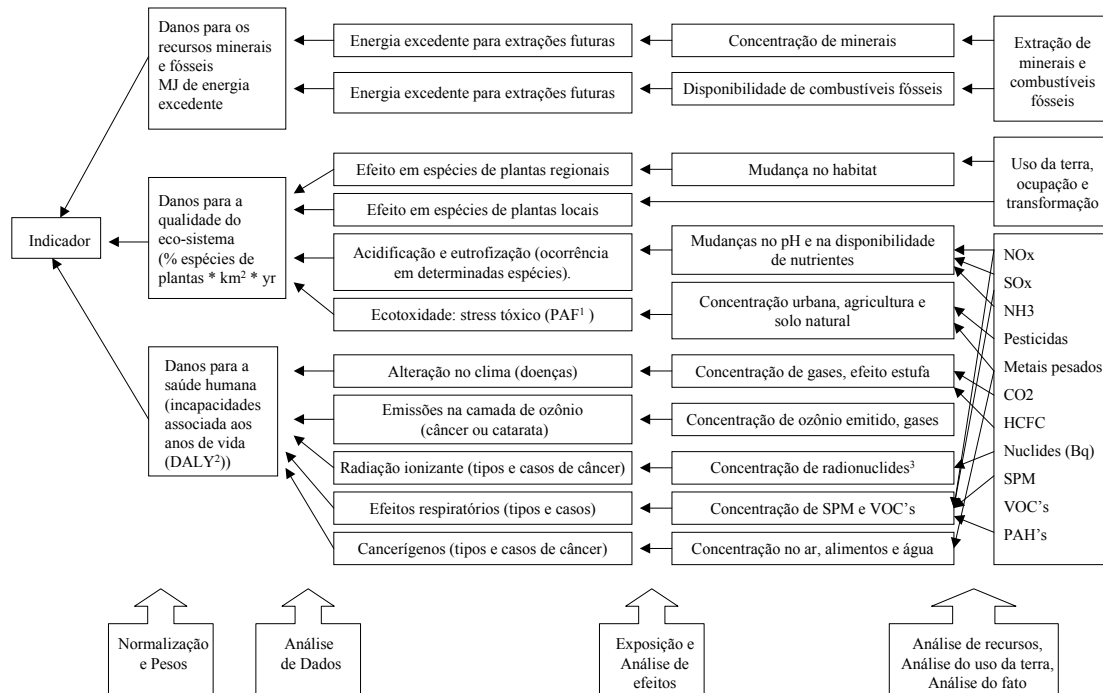 Danos para os
recursos minerais
e fósseis
MJ de energia
excedente
Energia excedente para extrações futuras
Concentração de minerais
Extração de
minerais e
combustíveis
fósseis
Energia excedente para extrações futuras
Disponibilidade de combustíveis fósseis
Indicador
Danos para a
qualidade do
eco-sistema
(% espécies de
plantas * km² * yr
Efeito em espécies de plantas regionais
Mudança no habitat
Uso da terra,
ocupação e
transformação
Efeito em espécies de plantas locais
Acidificação e eutrofização (ocorrência
em determinadas espécies).
Mudanças no pH e na disponibilidade
de nutrientes
Ecotoxidade: stress tóxico (PAF¹ )
Concentração urbana, agricultura e
solo natural
NOx
SOx
NH3
Pesticidas
Metais pesados
CO2
HCFC
Nuclides (Bq)
SPM
VOC’s
PAH’s
Danos para a
saúde humana
(incapacidades
associada aos
anos de vida
(DALY²))
Alteração no clima (doenças)
Concentração de gases, efeito estufa
Emissões na camada de ozônio
(câncer ou catarata)
Concentração de ozônio emitido, gases
Radiação ionizante (tipos e casos de câncer)
Concentração de radionuclides³
Efeitos respiratórios (tipos e casos)
Concentração de SPM e VOC’s
Cancerígenos (tipos e casos de câncer)
Concentração no ar, alimentos e água
Normalização
e Pesos
Análise
de Dados
Exposição e
Análise de
efeitos
Análise de recursos,
Análise do uso da terra,
Análise do fato